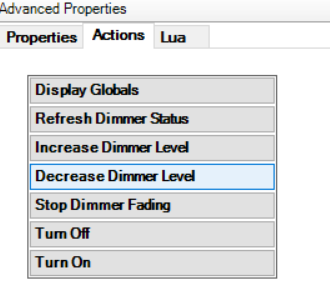 Advanced Properties
Properties Actions Lua
Display Globals
Refresh Dimmer Status
Increase Dimmer Level
Decrease Dimmer Level
Stop Dimmer Fading
Turn Off
Turn On